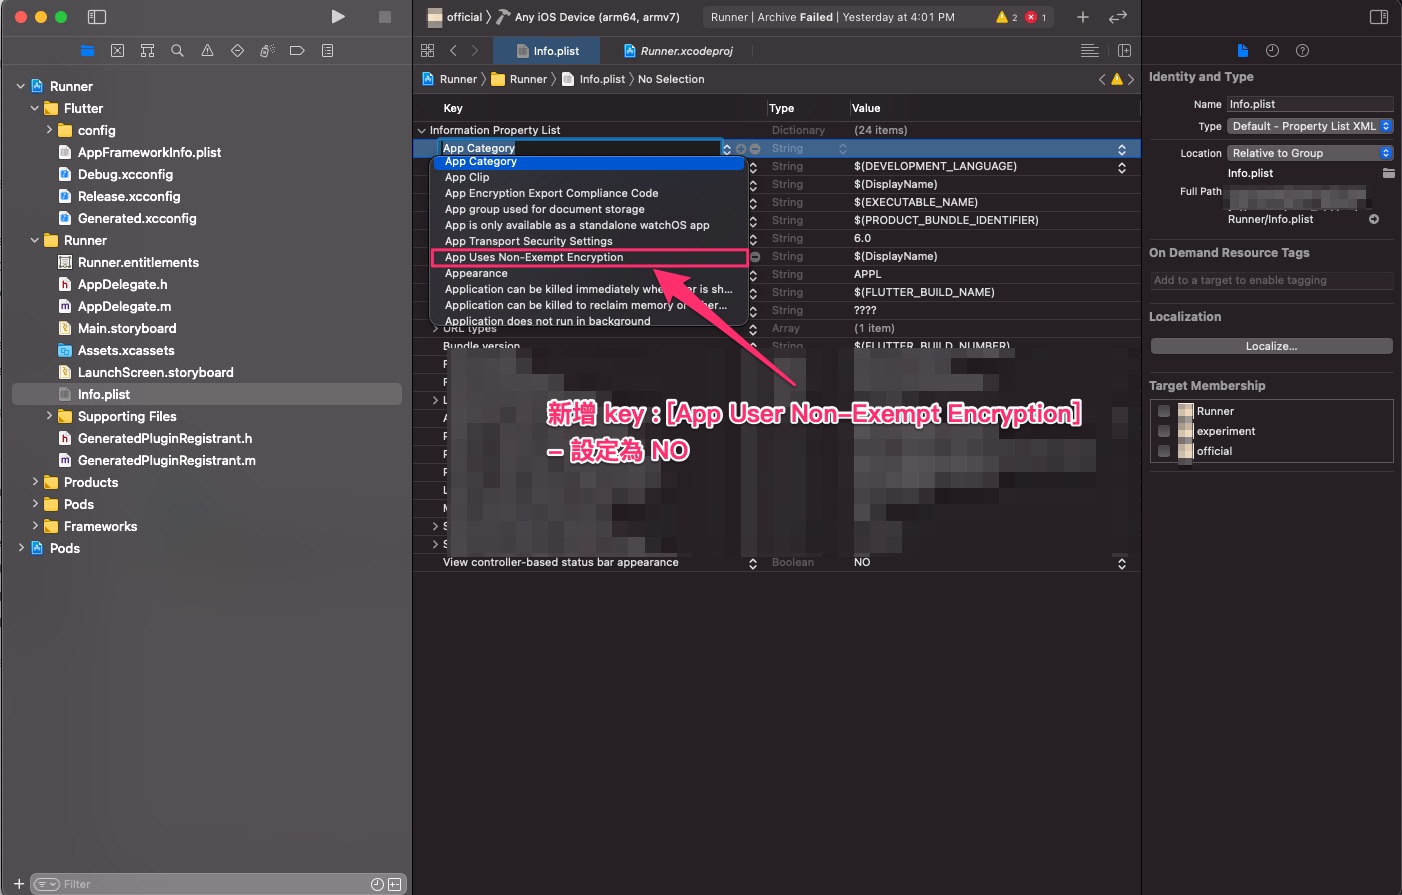 official
Any iOS Device (arm64, armv7)
Runner | Archive Failed | Yesterday at 4:01 PM
2
1
Info.plist
Runner.xcodeproj
Runner
Runner
Info.plist
No Selection
Runner
Flutter
config
AppFrameworkInfo.plist
Debug.xcconfig
Release.xcconfig
Generated.xcconfig
Runner
Runner.entitlements
AppDelegate.h
AppDelegate.m
Main.storyboard
Assets.xcassets
LaunchScreen.storyboard
Info.plist
Supporting Files
GeneratedPluginRegistrant.h
GeneratedPluginRegistrant.m
Products
Pods
Frameworks
Pods
Filter
Key Type Value
Information Property List Dictionary (24 items)
App Category String
App Category
App Clip
App Encryption Export Compliance Code
App group used for document storage
App is only available as a standalone watchOS app
App Transport Security Settings
App Uses Non-Exempt Encryption
Appearance
Application can be killed immediately whe er is sh...
Application can be killed to reclaim memory o her...
Application does not run in background
String $(DEVELOPMENT_LANGUAGE)
String $(DisplayName)
String $(EXECUTABLE_NAME)
String $(PRODUCT_BUNDLE_IDENTIFIER)
String 6.0
String $(DisplayName)
String APPL
String $(FLUTTER_BUILD_NAME)
String ????
URL types Array (1 item)
Bundle version String $(FLUTTER_BUILD_NUMBER)
新增 key : [App User Non-Exempt Encryption]
- 設定為 NO
View controller-based status bar appearance Boolean NO
Identity and Type
Name Info.plist
Type Default - Property List XML
Location Relative to Group
Info.plist
Full Path
Runner/Info.plist
On Demand Resource Tags
Add to a target to enable tagging
Localization
Localize...
Target Membership
Runner
experiment
official